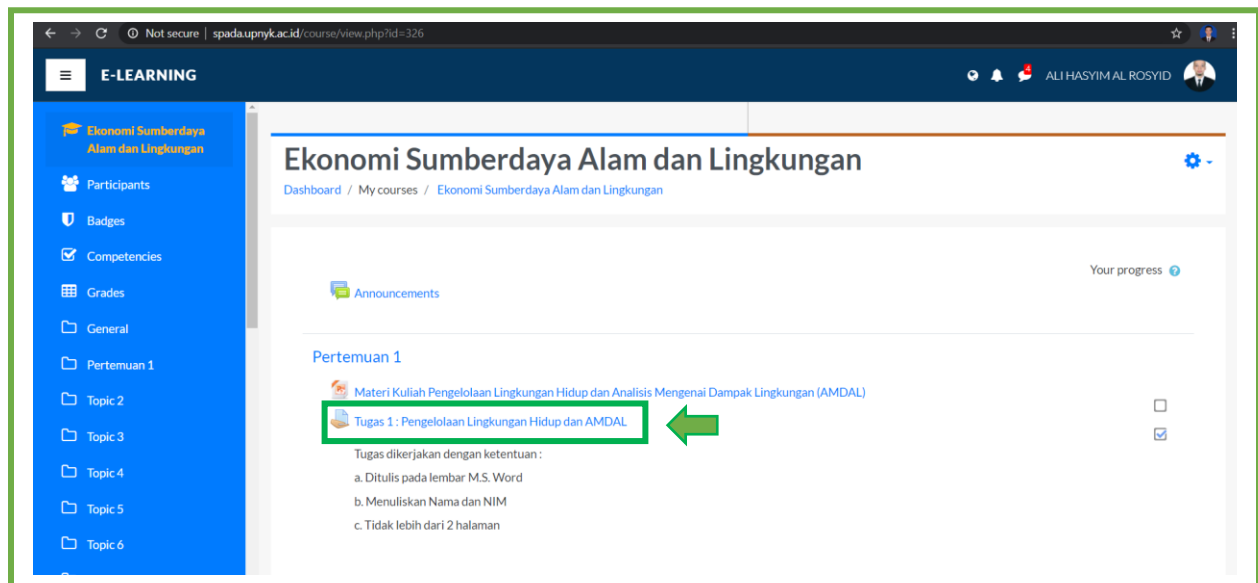 Not secure | spada.upnyk.ac.id/course/view.php?id=326
E-LEARNING
4
ALI HASYIM AL ROSYID
Ekonomi Sumberdaya
Alam dan Lingkungan
Participants
Badges
Competencies
Grades
General
Pertemuan 1
Topic 2
Topic 3
Topic 4
Topic 5
Topic 6
Ekonomi Sumberdaya Alam dan Lingkungan
Dashboard / My courses / Ekonomi Sumberdaya Alam dan Lingkungan
Your progress ?
Announcements
Pertemuan 1
Materi Kuliah Pengelolaan Lingkungan Hidup dan Analisis Mengenai Dampak Lingkungan (AMDAL)
Tugas 1 : Pengelolaan Lingkungan Hidup dan AMDAL
Tugas dikerjakan dengan ketentuan :
a. Ditulis pada lembar M.S. Word
b. Menuliskan Nama dan NIM
c. Tidak lebih dari 2 halaman